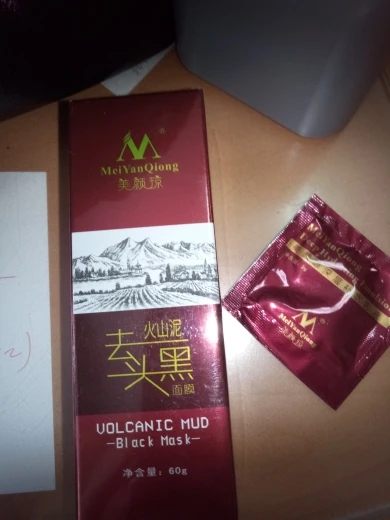 MeiYanQiong
美颜琼
火山泥
去黑头
面膜
VOLCANIC MUD
—Black Mask—
净含量：60g
MeiYanQiong
MeiYanQiong
美颜琼